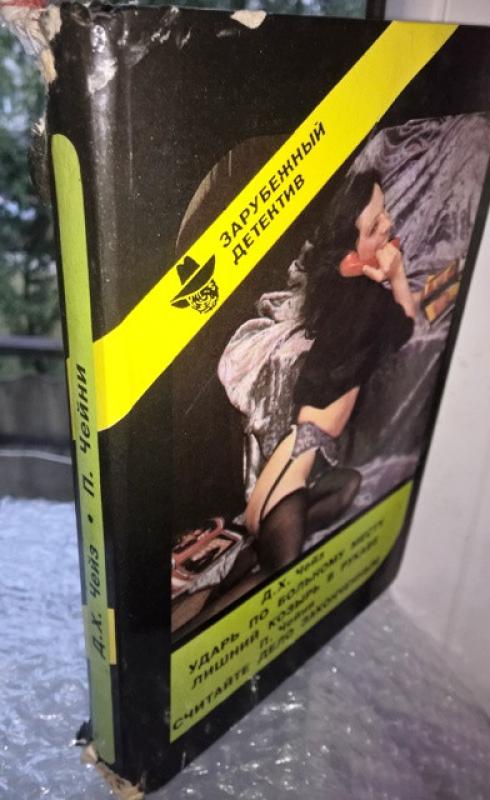 Д.Х. Чейз • П. Чейни
ЗАРУБЕЖНЫЙ
ДЕТЕКТИВ
Д.Х. Чейз
УДАРЬ ПО БОЛЬНОМУ МЕСТУ
ЛИШНИЙ КОЗЫРЬ В РУКАВЕ
П. Чейни
СЧИТАЙТЕ ДЕЛО ЗАКОНЧЕННЫМ